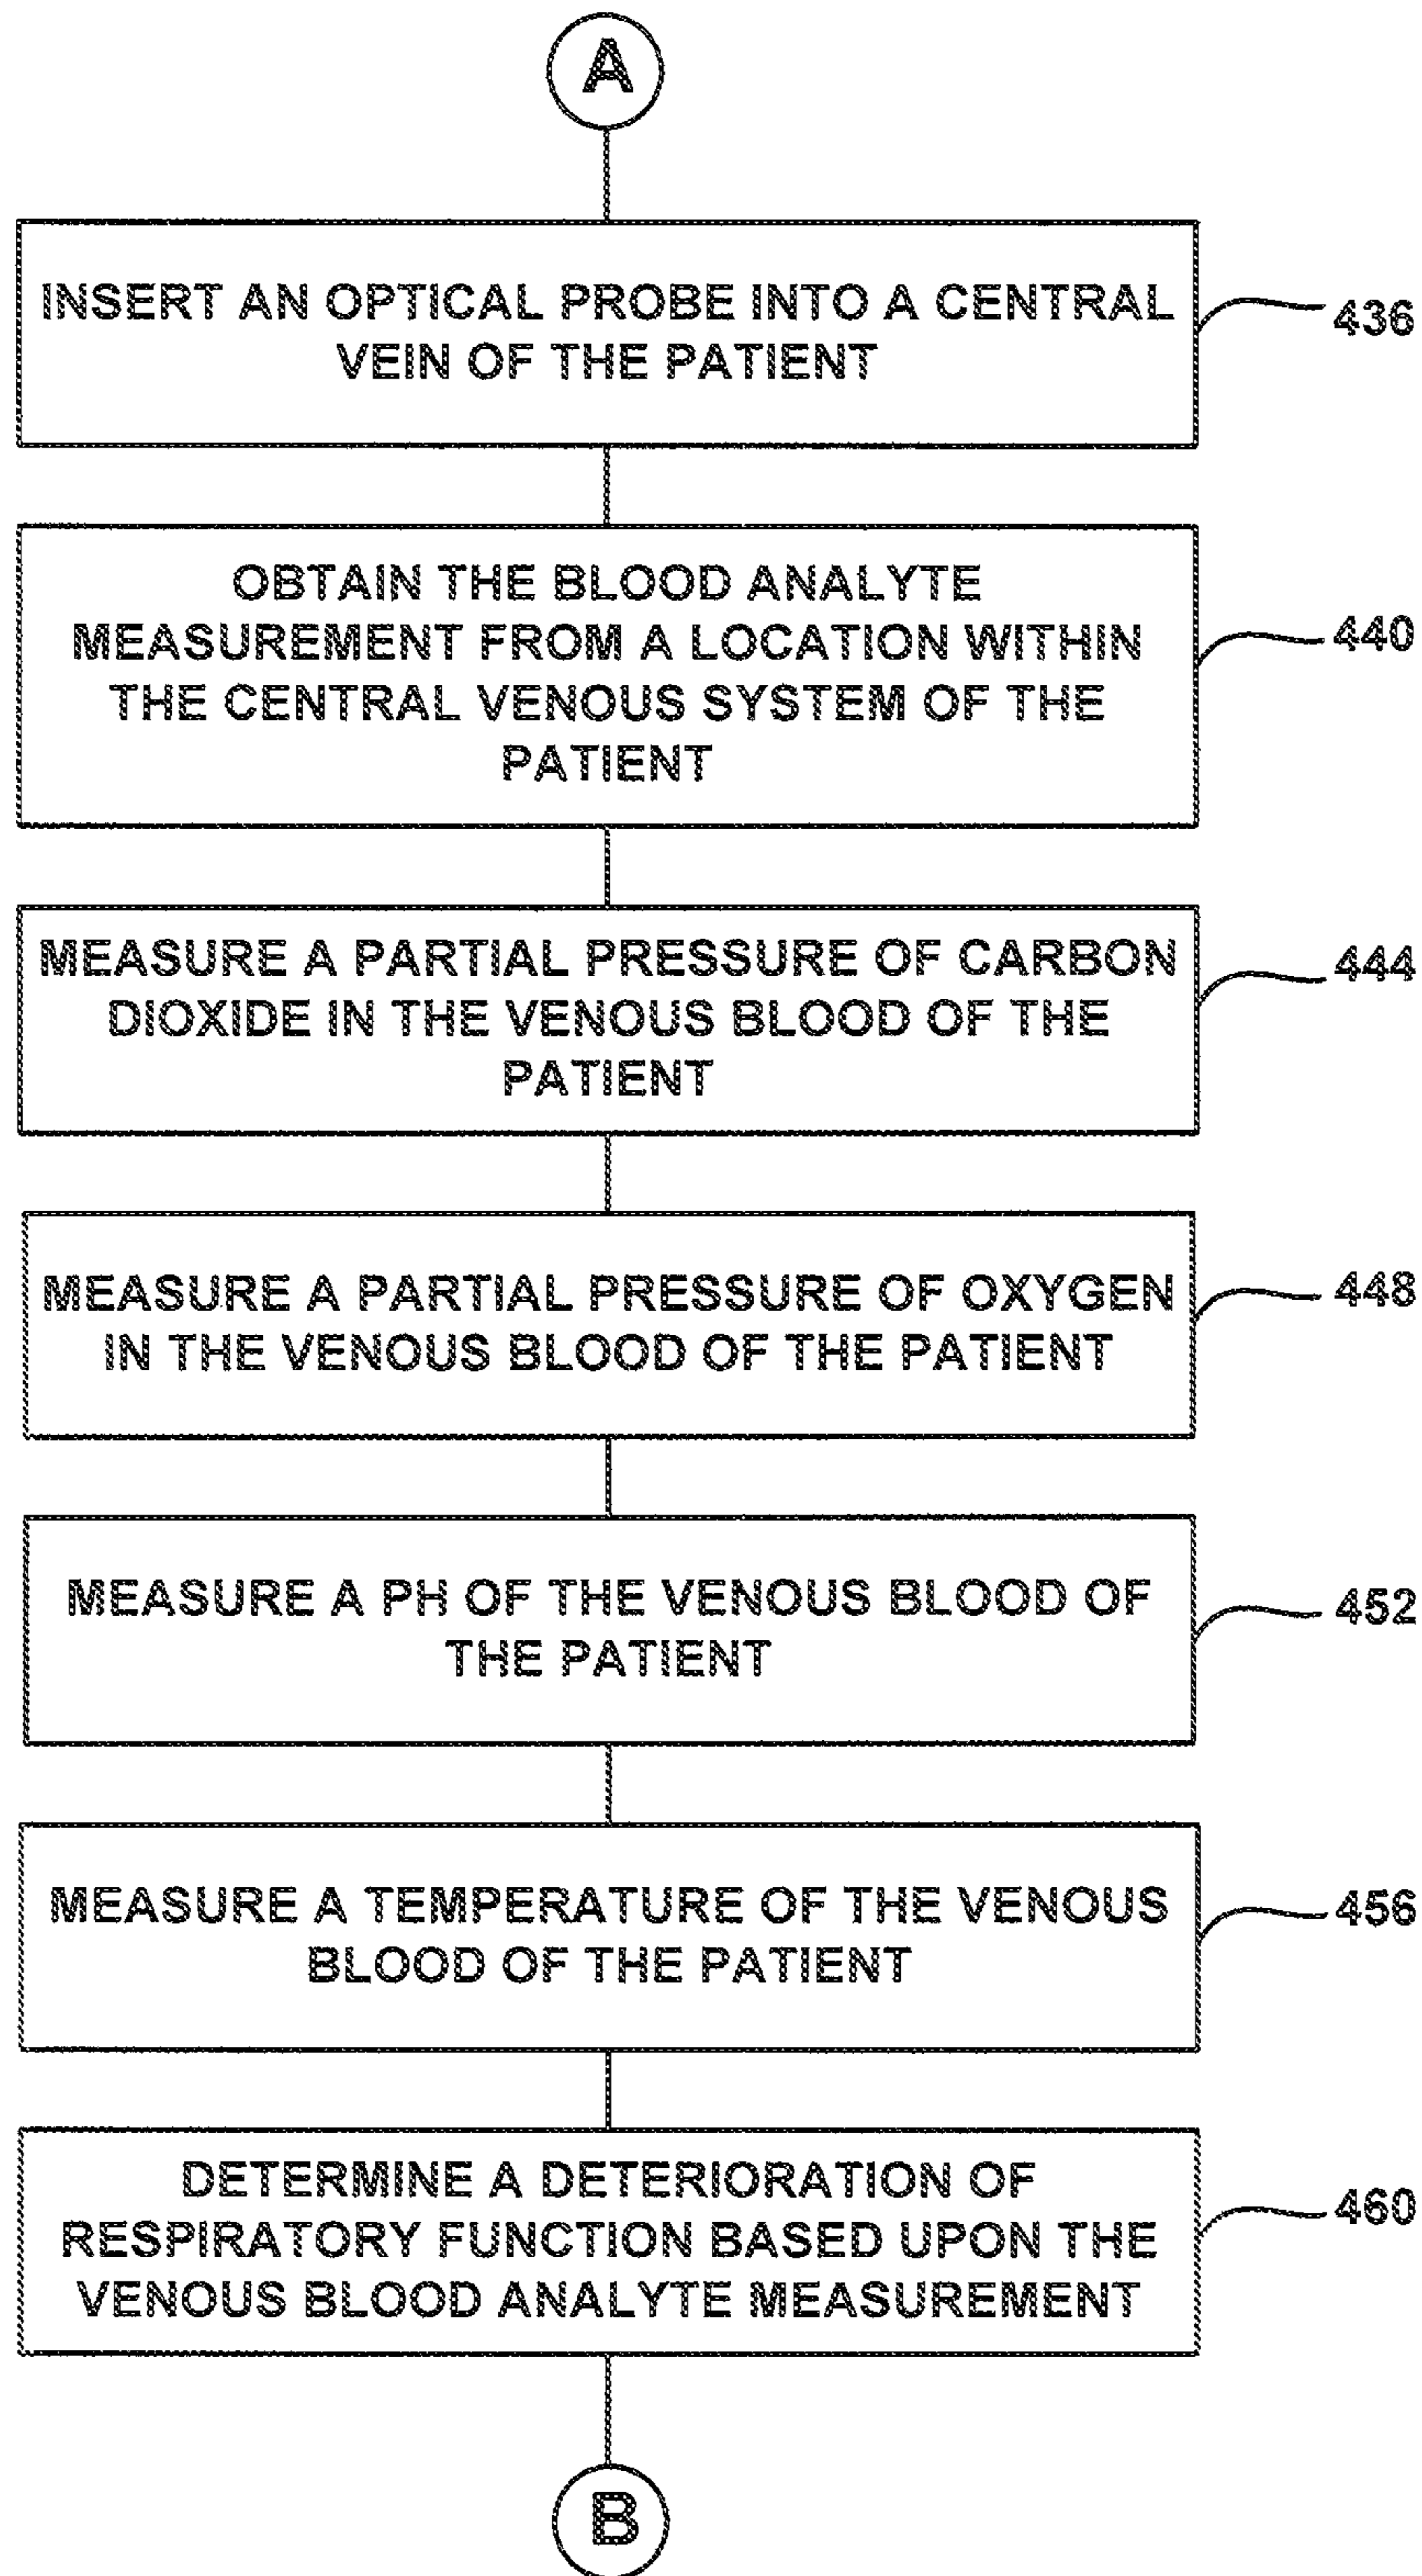 A
INSERT AN OPTICAL PROBE INTO A CENTRAL
VEIN OF THE PATIENT
436
OBTAIN THE BLOOD ANALYTE
MEASUREMENT FROM A LOCATION WITHIN
THE CENTRAL VENOUS SYSTEM OF THE
PATIENT
440
MEASURE A PARTIAL PRESSURE OF CARBON
DIOXIDE IN THE VENOUS BLOOD OF THE
PATIENT
444
MEASURE A PARTIAL PRESSURE OF OXYGEN
IN THE VENOUS BLOOD OF THE PATIENT
448
MEASURE A PH OF THE VENOUS BLOOD OF
THE PATIENT
452
MEASURE A TEMPERATURE OF THE VENOUS
BLOOD OF THE PATIENT
456
DETERMINE A DETERIORATION OF
RESPIRATORY FUNCTION BASED UPON THE
VENOUS BLOOD ANALYTE MEASUREMENT
460
B